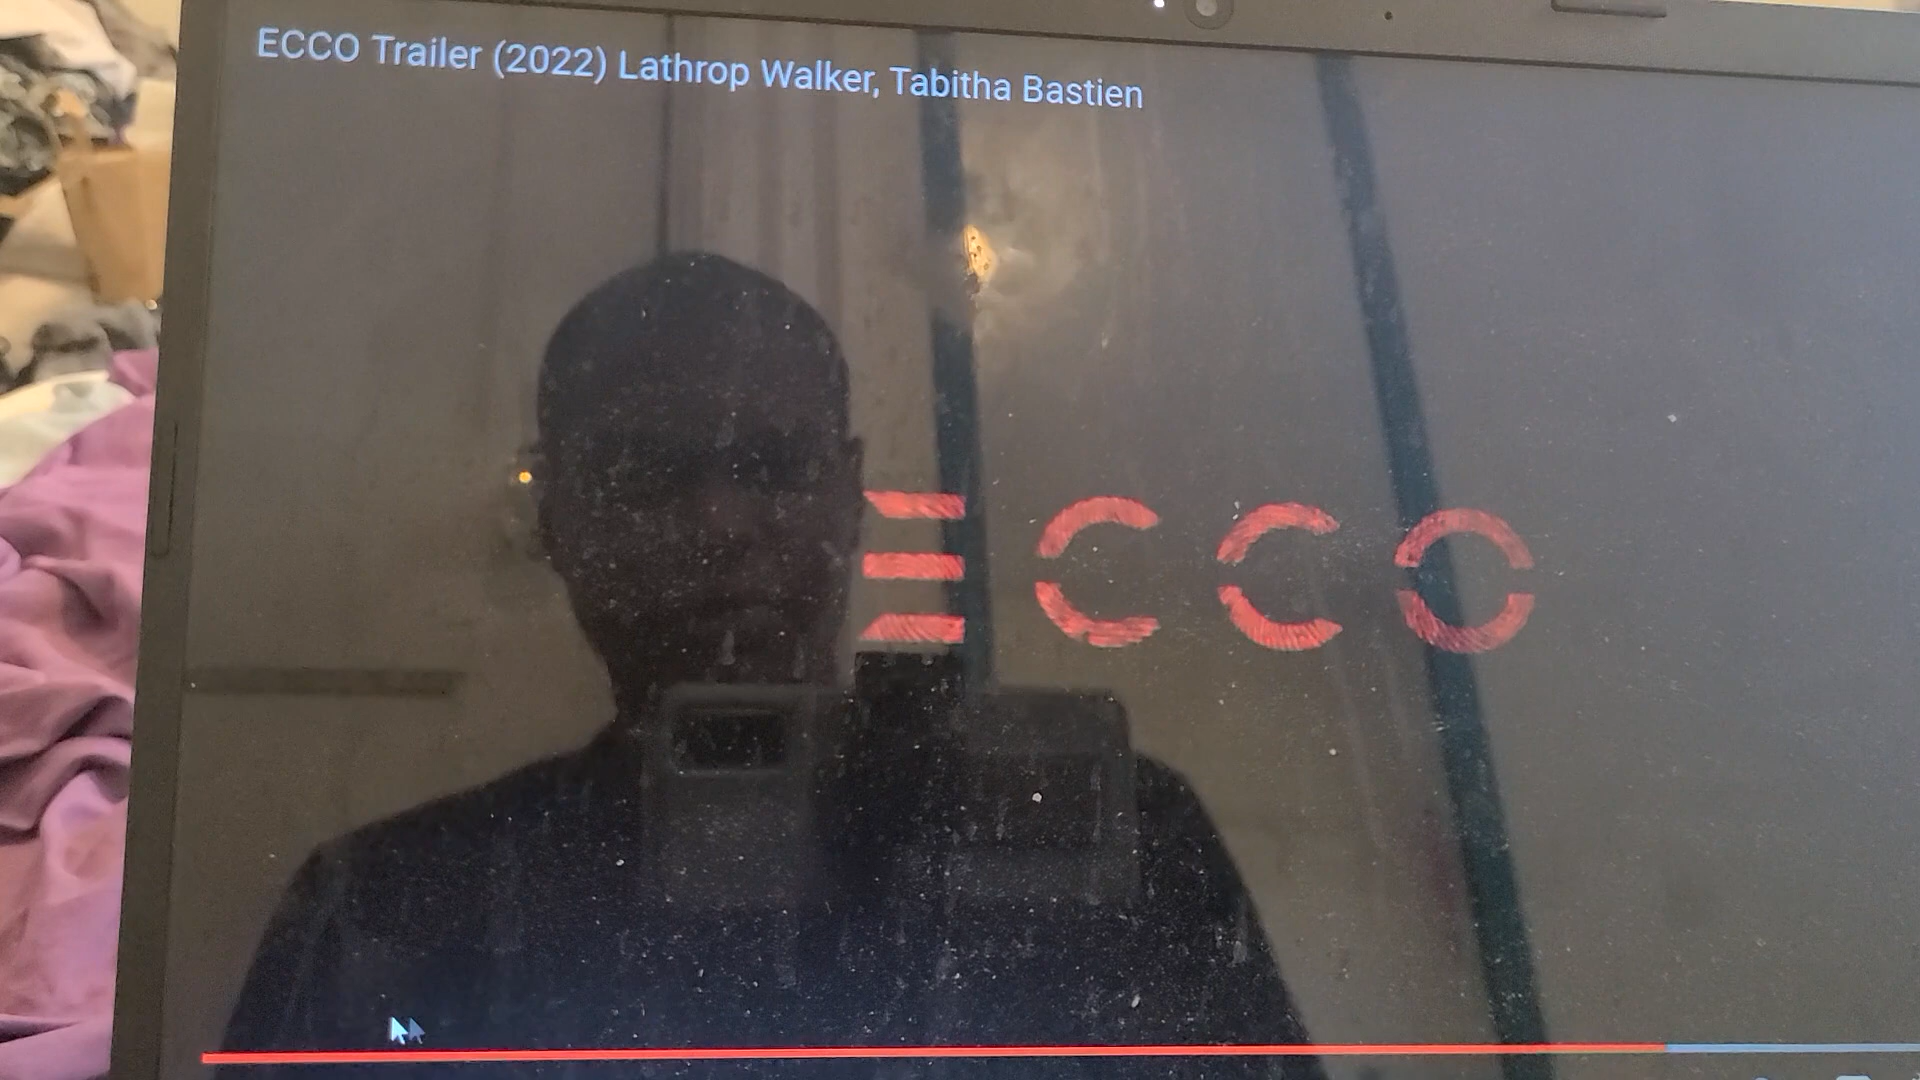 ECCO Trailer (2022) Lathrop Walker, Tabitha Bastien
ECCO